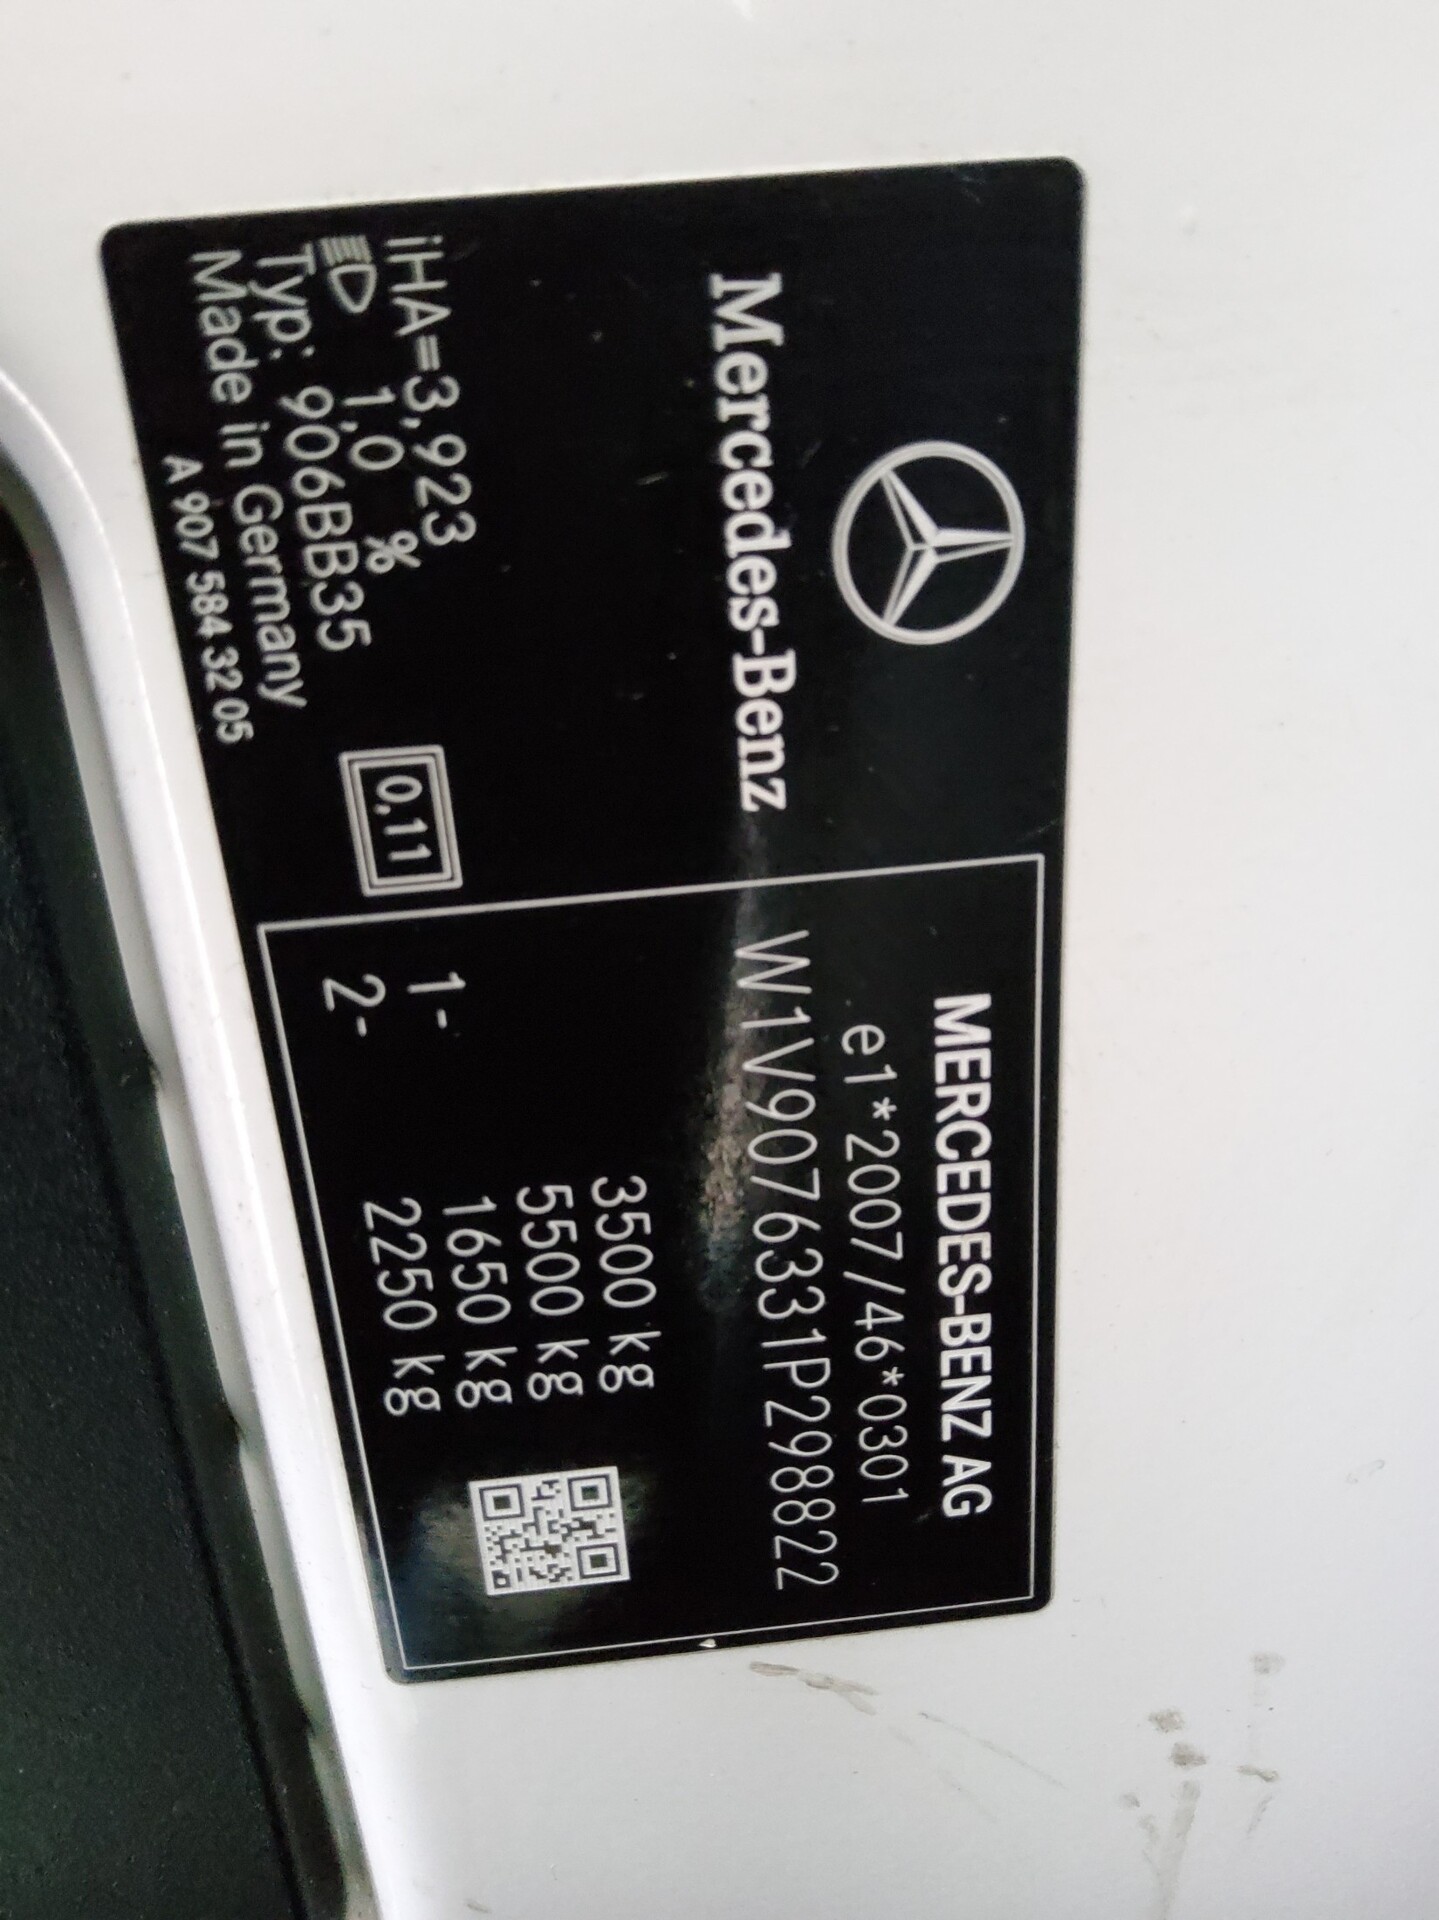 Mercedes-Benz
iHA=3,923
1,0 %
Typ: 906BB35
Made in Germany
A 907 584 32 05
0,11
MERCEDES-BENZ AG
e1*2007/46*0301
W1V9076331P298822
3500 kg
5500 kg
1- 1650 kg
2- 2250 kg